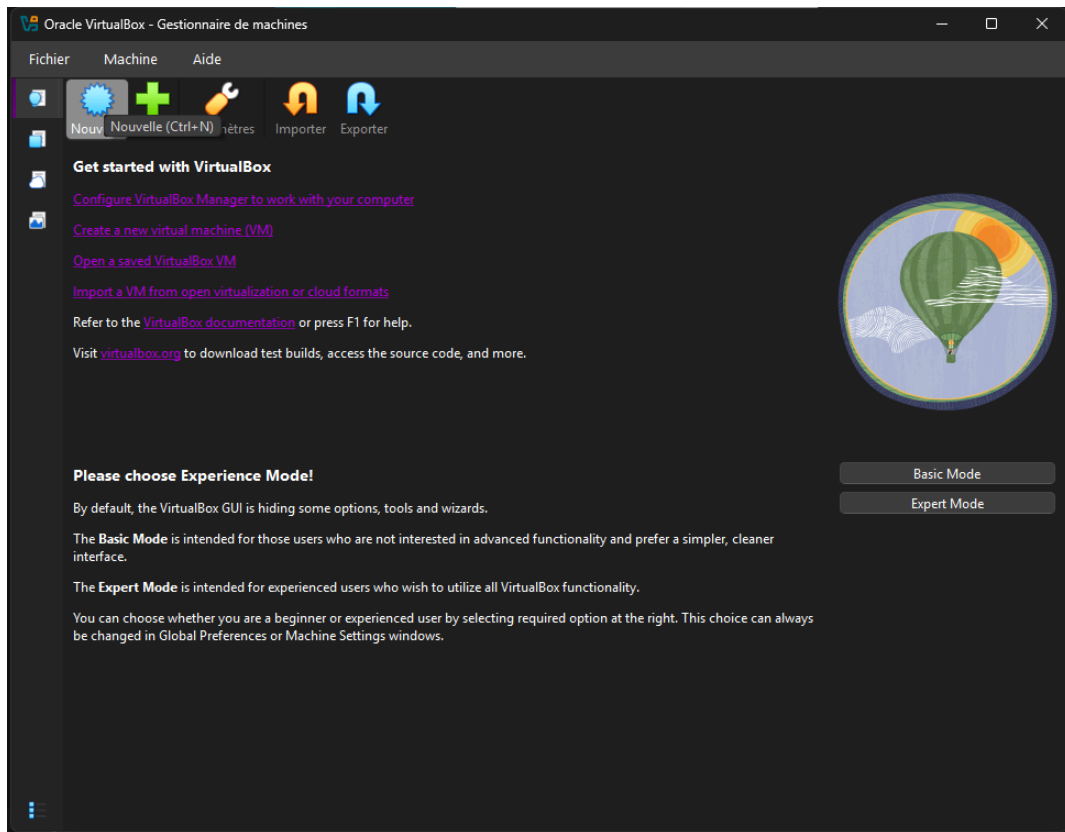 Oracle VirtualBox - Gestionnaire de machines
Fichier Machine Aide
Nouvelle (Ctrl+N)
Importer Exporter
Get started with VirtualBox
Configure VirtualBox Manager to work with your computer
Create a new virtual machine (VM)
Open a saved VirtualBox VM
Import a VM from open virtualization or cloud formats
Refer to the VirtualBox documentation or press F1 for help.
Visit virtualbox.org to download test builds, access the source code, and more.
Please choose Experience Mode!
Basic Mode
By default, the VirtualBox GUI is hiding some options, tools and wizards.
Expert Mode
The Basic Mode is intended for those users who are not interested in advanced functionality and prefer a simpler, cleaner
interface.
The Expert Mode is intended for experienced users who wish to utilize all VirtualBox functionality.
You can choose whether you are a beginner or experienced user by selecting required option at the right. This choice can always
be changed in Global Preferences or Machine Settings windows.